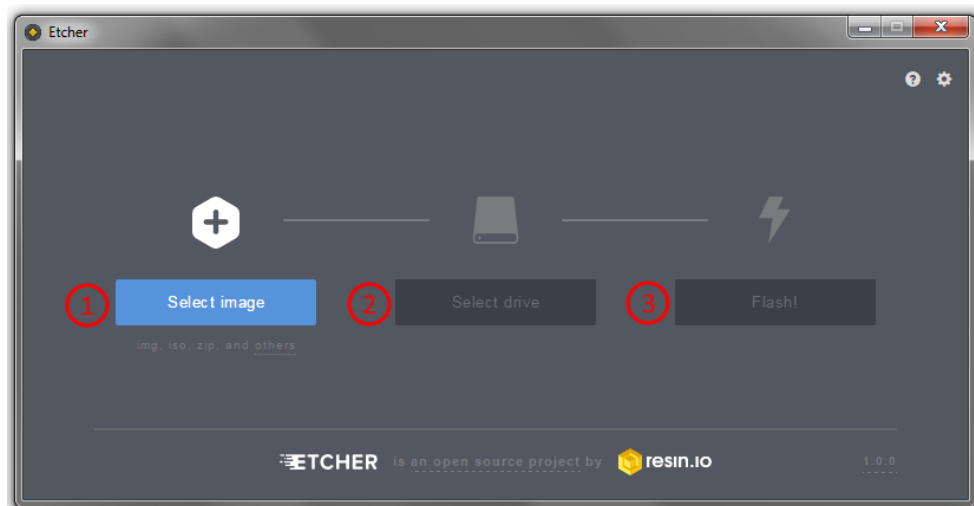 Etcher
1 Select image 2 Select drive 3 Flash!
img, iso, zip, and others
ETCHER is an open source project by resin.io 1.0.0